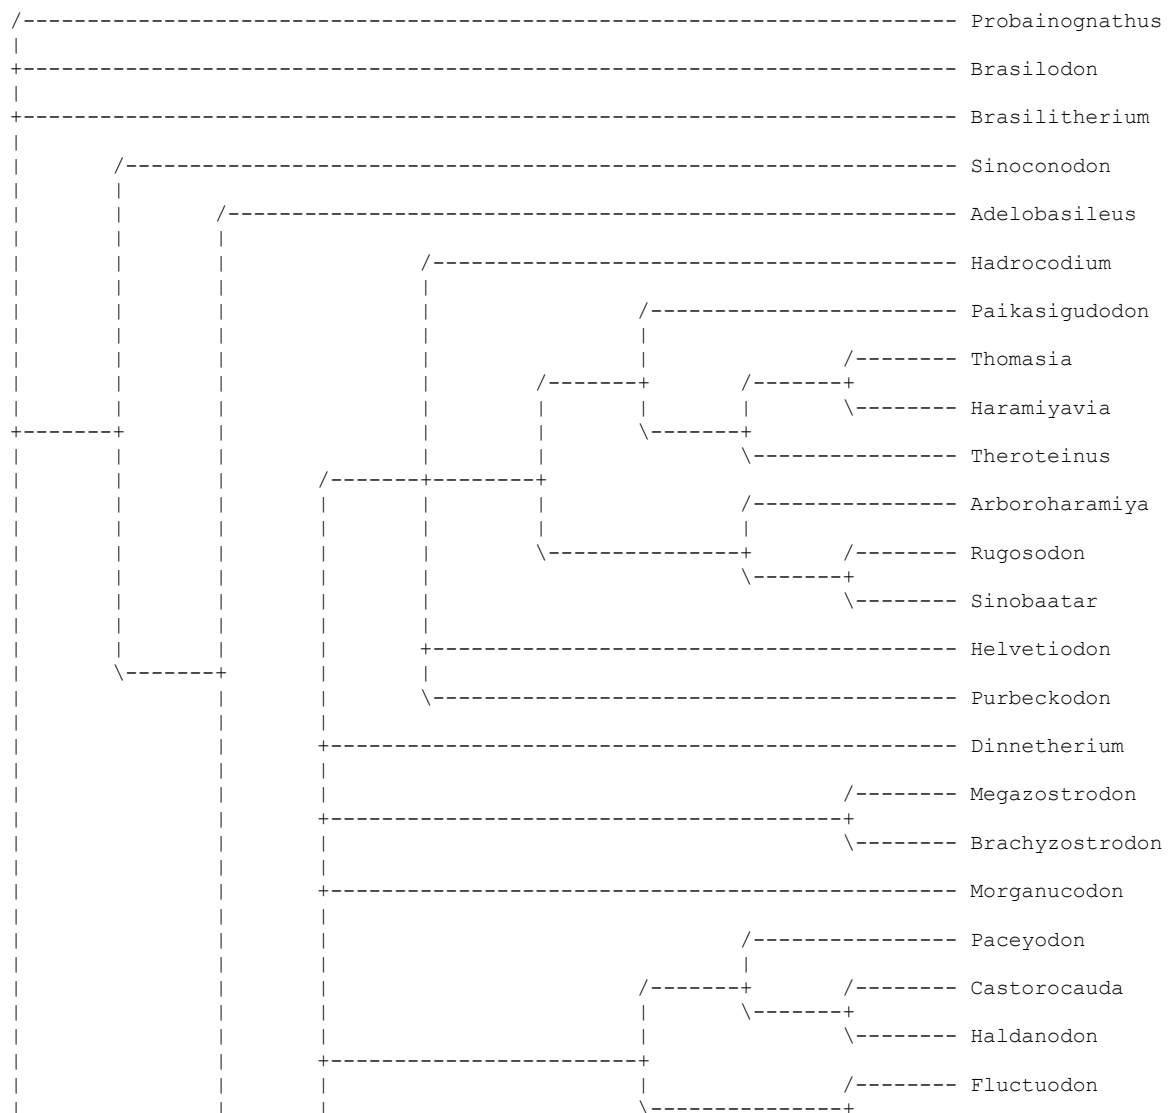 Probainognathus
Brasilodon
Brasilitherium
Sinoconodon
Adelobasileus
Hadrocodium
Paikasigudodon
Thomasia
Haramiyavia
Theroteinus
Arboroharamiya
Rugosodon
Sinobaatar
Helvetiodon
Purbeckodon
Dinnetherium
Megazostrodon
Brachyzostrodon
Morganucodon
Paceyodon
Castorocauda
Haldanodon
Fluctuodon